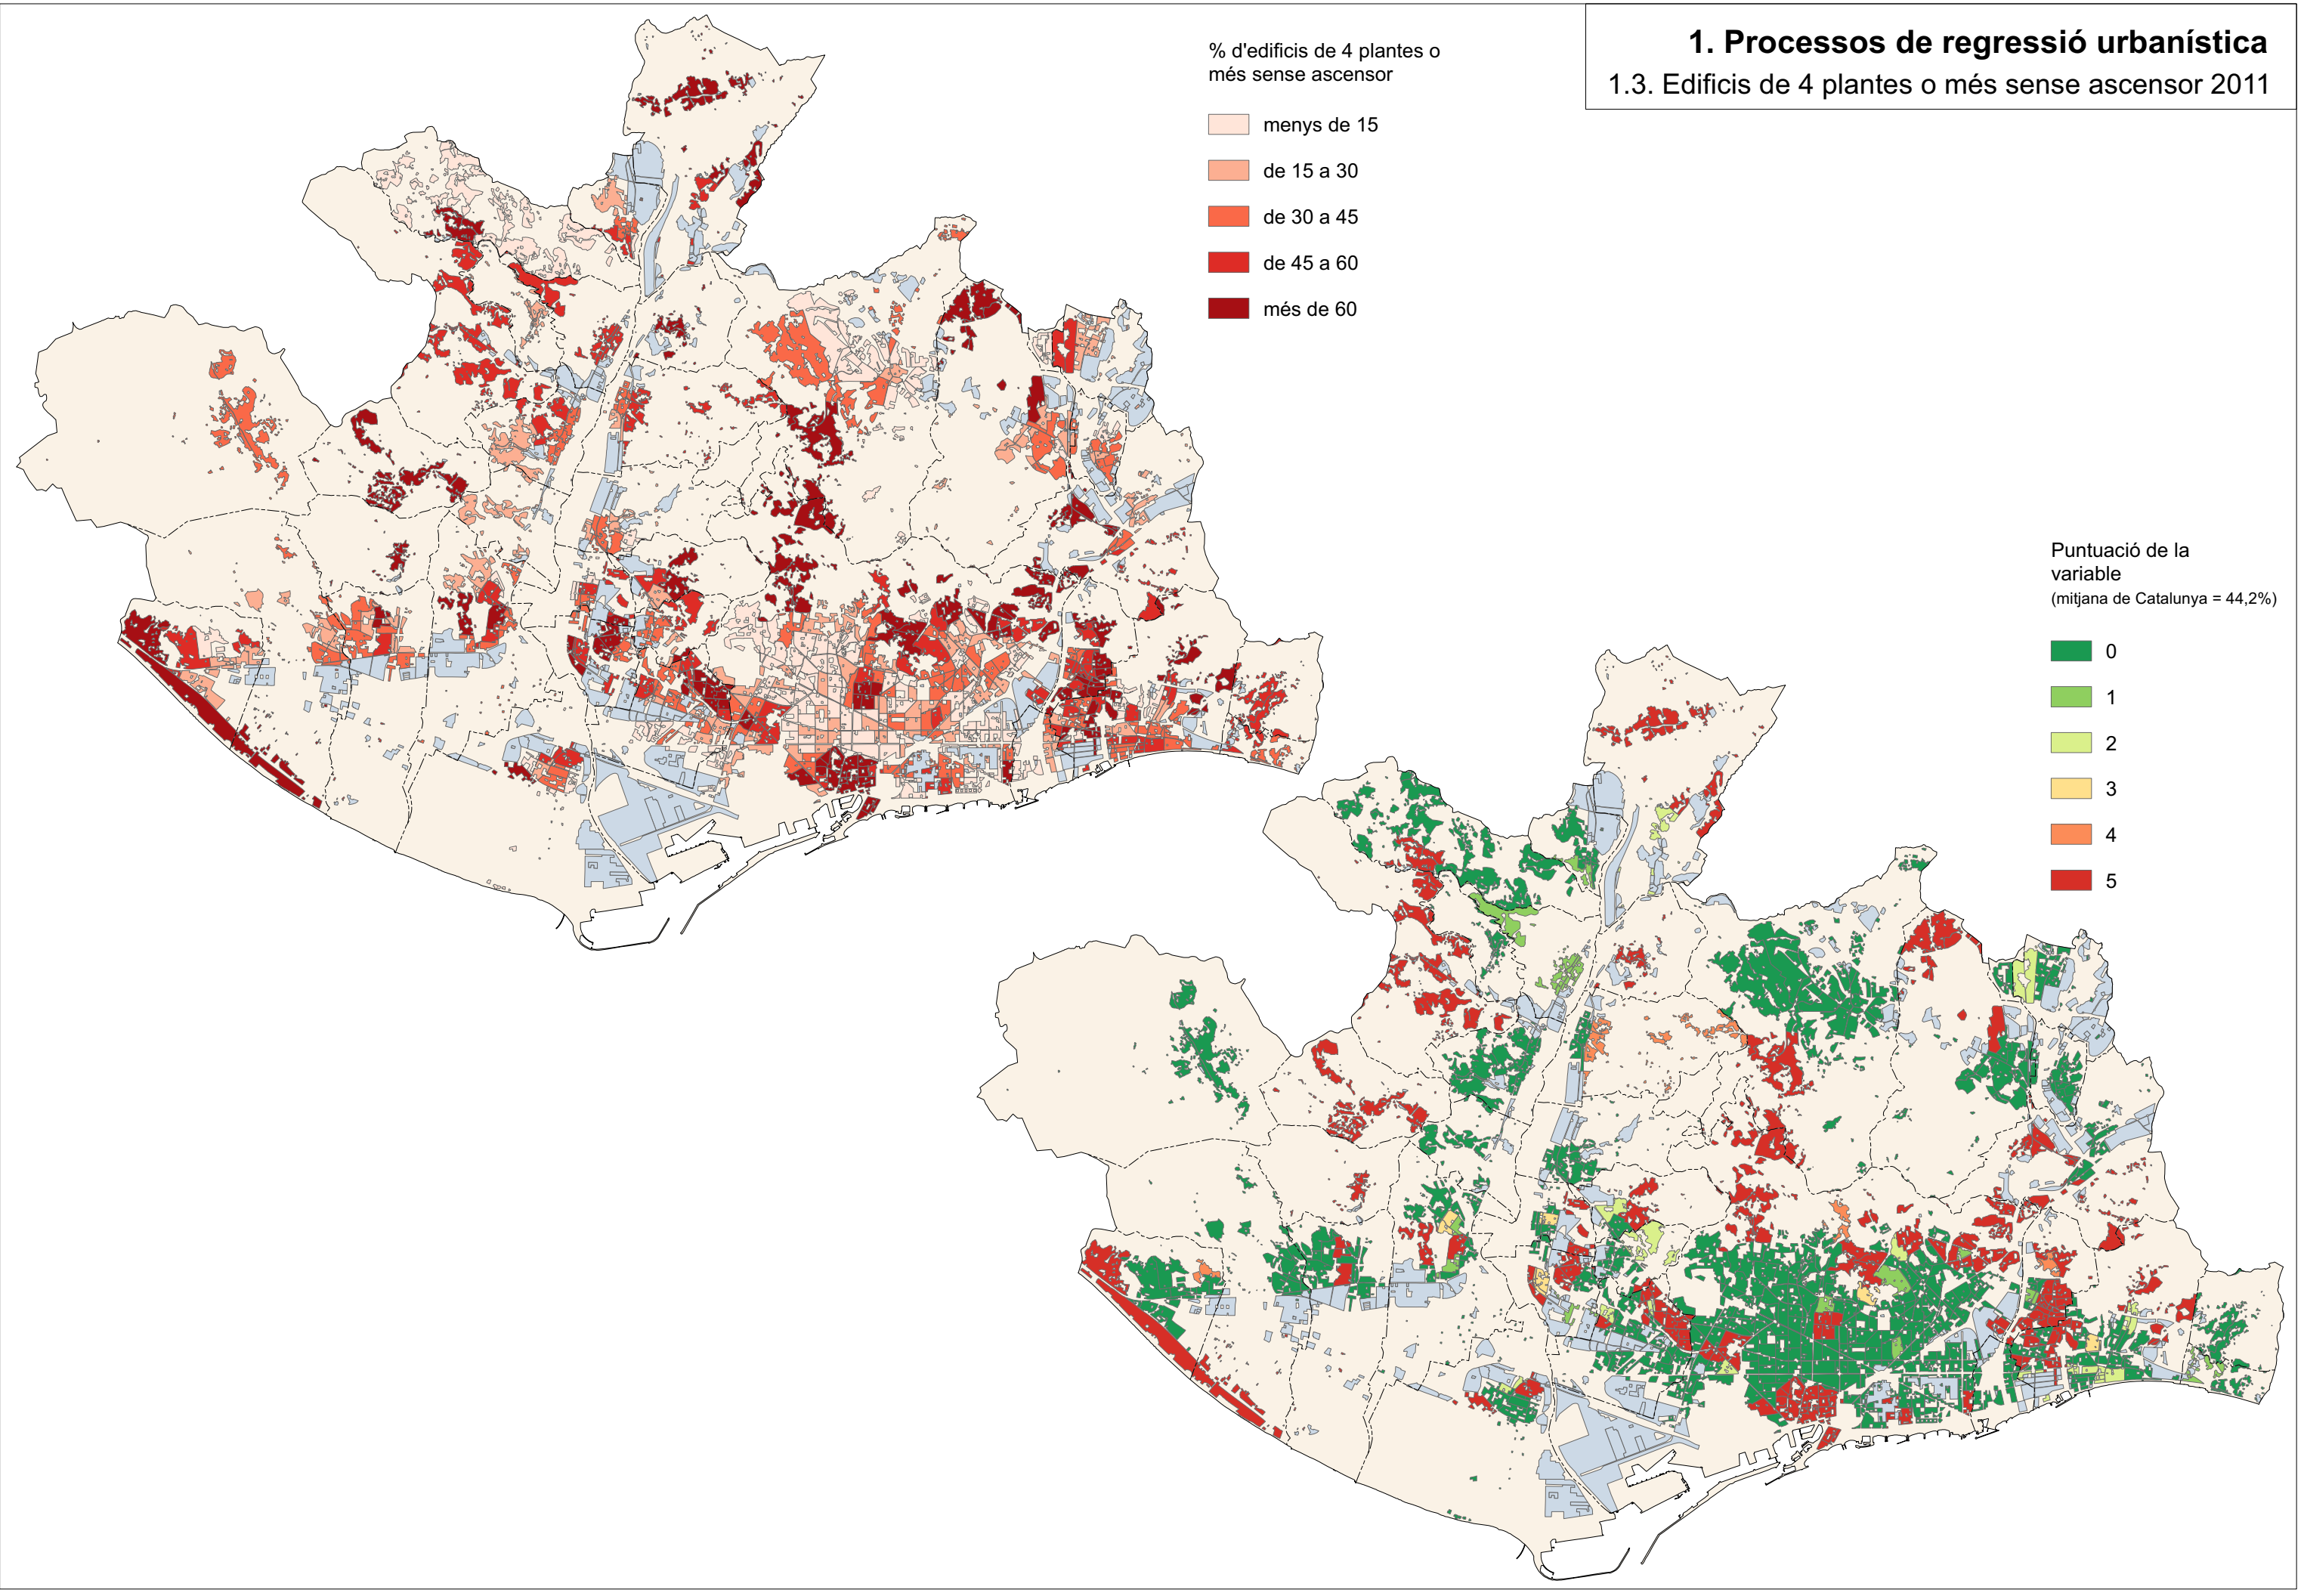 1. Processos de regressió urbanística
1.3. Edificis de 4 plantes o més sense ascensor 2011
% d'edificis de 4 plantes o
més sense ascensor
menys de 15
de 15 a 30
de 30 a 45
de 45 a 60
més de 60
Puntuació de la
variable
(mitjana de Catalunya = 44,2%)
0
1
2
3
4
5